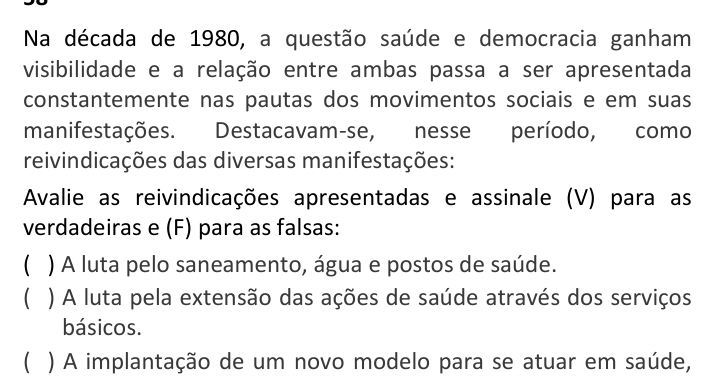 Na década de 1980, a questão saúde e democracia ganham
visibilidade e a relação entre ambas passa a ser apresentada
constantemente nas pautas dos movimentos sociais e em suas
manifestações. Destacavam-se, nesse período, como
reivindicações das diversas manifestações:
Avalie as reivindicações apresentadas e assinale (V) para as
verdadeiras e (F) para as falsas:
( ) A luta pelo saneamento, água e postos de saúde.
( ) A luta pela extensão das ações de saúde através dos serviços
básicos.
( ) A implantação de um novo modelo para se atuar em saúde,